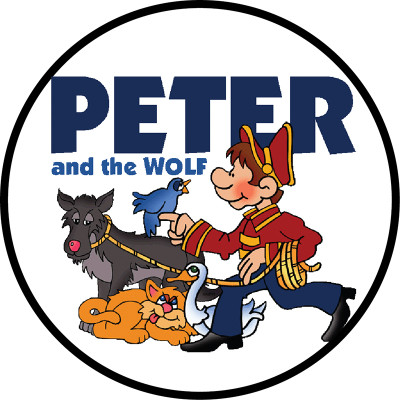 PETER
and the WOLF